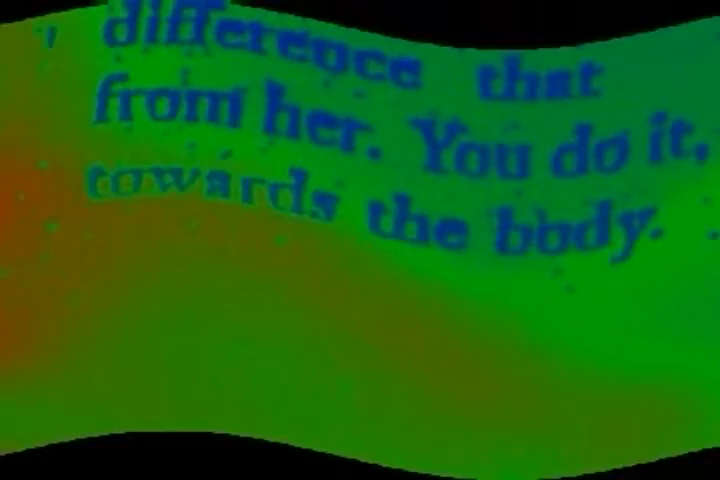 difference that
from her. You do it,
towards the body.